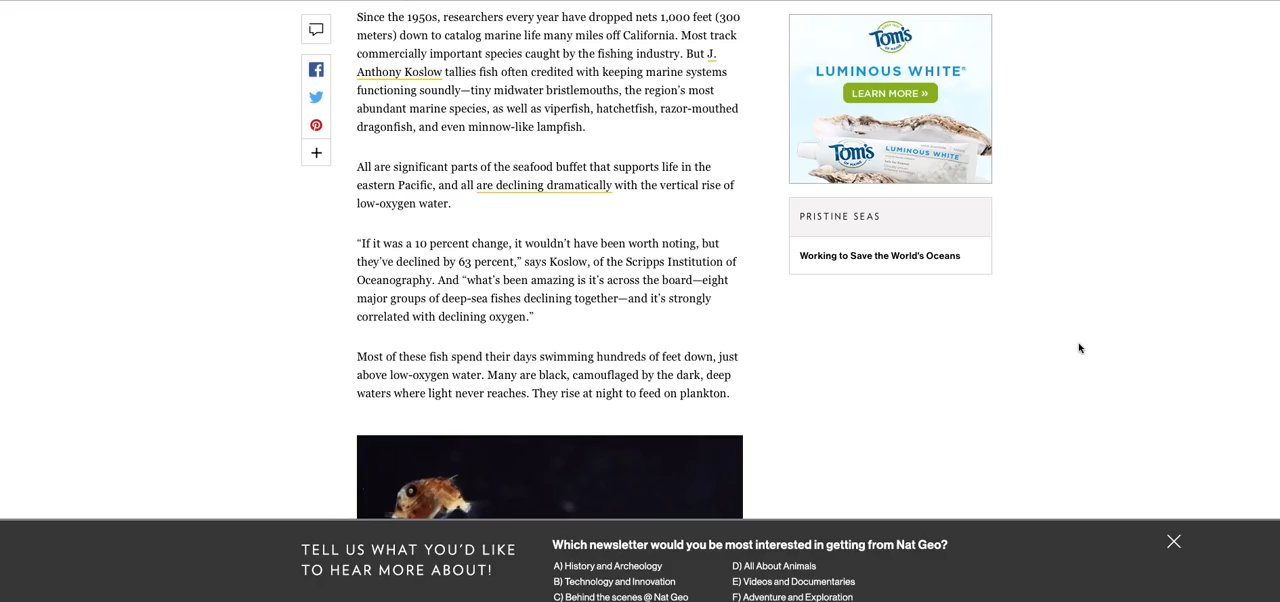 Since the 1950s, researchers every year have dropped nets 1,000 feet (300
meters) down to catalog marine life many miles off California. Most track
commercially important species caught by the fishing industry. But J.
Anthony Koslow tallies fish often credited with keeping marine systems
functioning soundly—tiny midwater bristlemouths, the region's most
abundant marine species, as well as viperfish, hatchetfish, razor-mouthed
dragonfish, and even minnow-like lampfish.
All are significant parts of the seafood buffet that supports life in the
eastern Pacific, and all are declining dramatically with the vertical rise of
low-oxygen water.
“If it was a 10 percent change, it wouldn't have been worth noting, but
they've declined by 63 percent,” says Koslow, of the Scripps Institution of
Oceanography. And “what's been amazing is it's across the board—eight
major groups of deep-sea fishes declining together—and it's strongly
correlated with declining oxygen.”
Most of these fish spend their days swimming hundreds of feet down, just
above low-oxygen water. Many are black, camouflaged by the dark, deep
waters where light never reaches. They rise at night to feed on plankton.
Tom's
OF MAINE
LUMINOUS WHITE®
LEARN MORE »
Tom's
OF MAINE
LUMINOUS WHITE
PRISTINE SEAS
Working to Save the World's Oceans
TELL US WHAT YOU'D LIKE
TO HEAR MORE ABOUT!
Which newsletter would you be most interested in getting from Nat Geo?
A) History and Archeology
B) Technology and Innovation
C) Behind the scenes @ Nat Geo
D) All About Animals
E) Videos and Documentaries
F) Adventure and Exploration